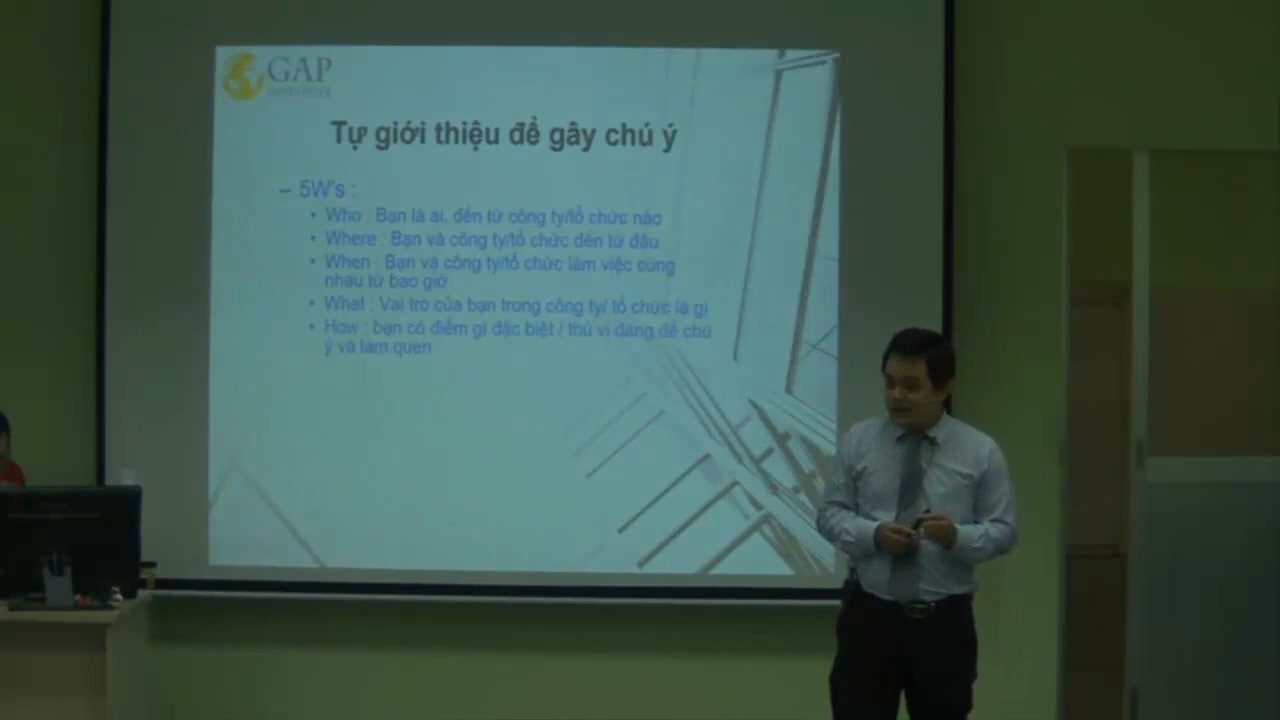 GAP
Tự giới thiệu để gây chú ý
– 5W's :
• Who : Bạn là ai, đến từ công ty/tổ chức nào
• Where : Bạn và công ty/tổ chức đến từ đâu
• When : Bạn và công ty/tổ chức làm việc cùng
nhau từ bao giờ
• What : Vai trò của bạn trong công ty/ tổ chức là gì
• How : bạn có điểm gì đặc biệt / thú vị đáng để chú
ý và làm quen